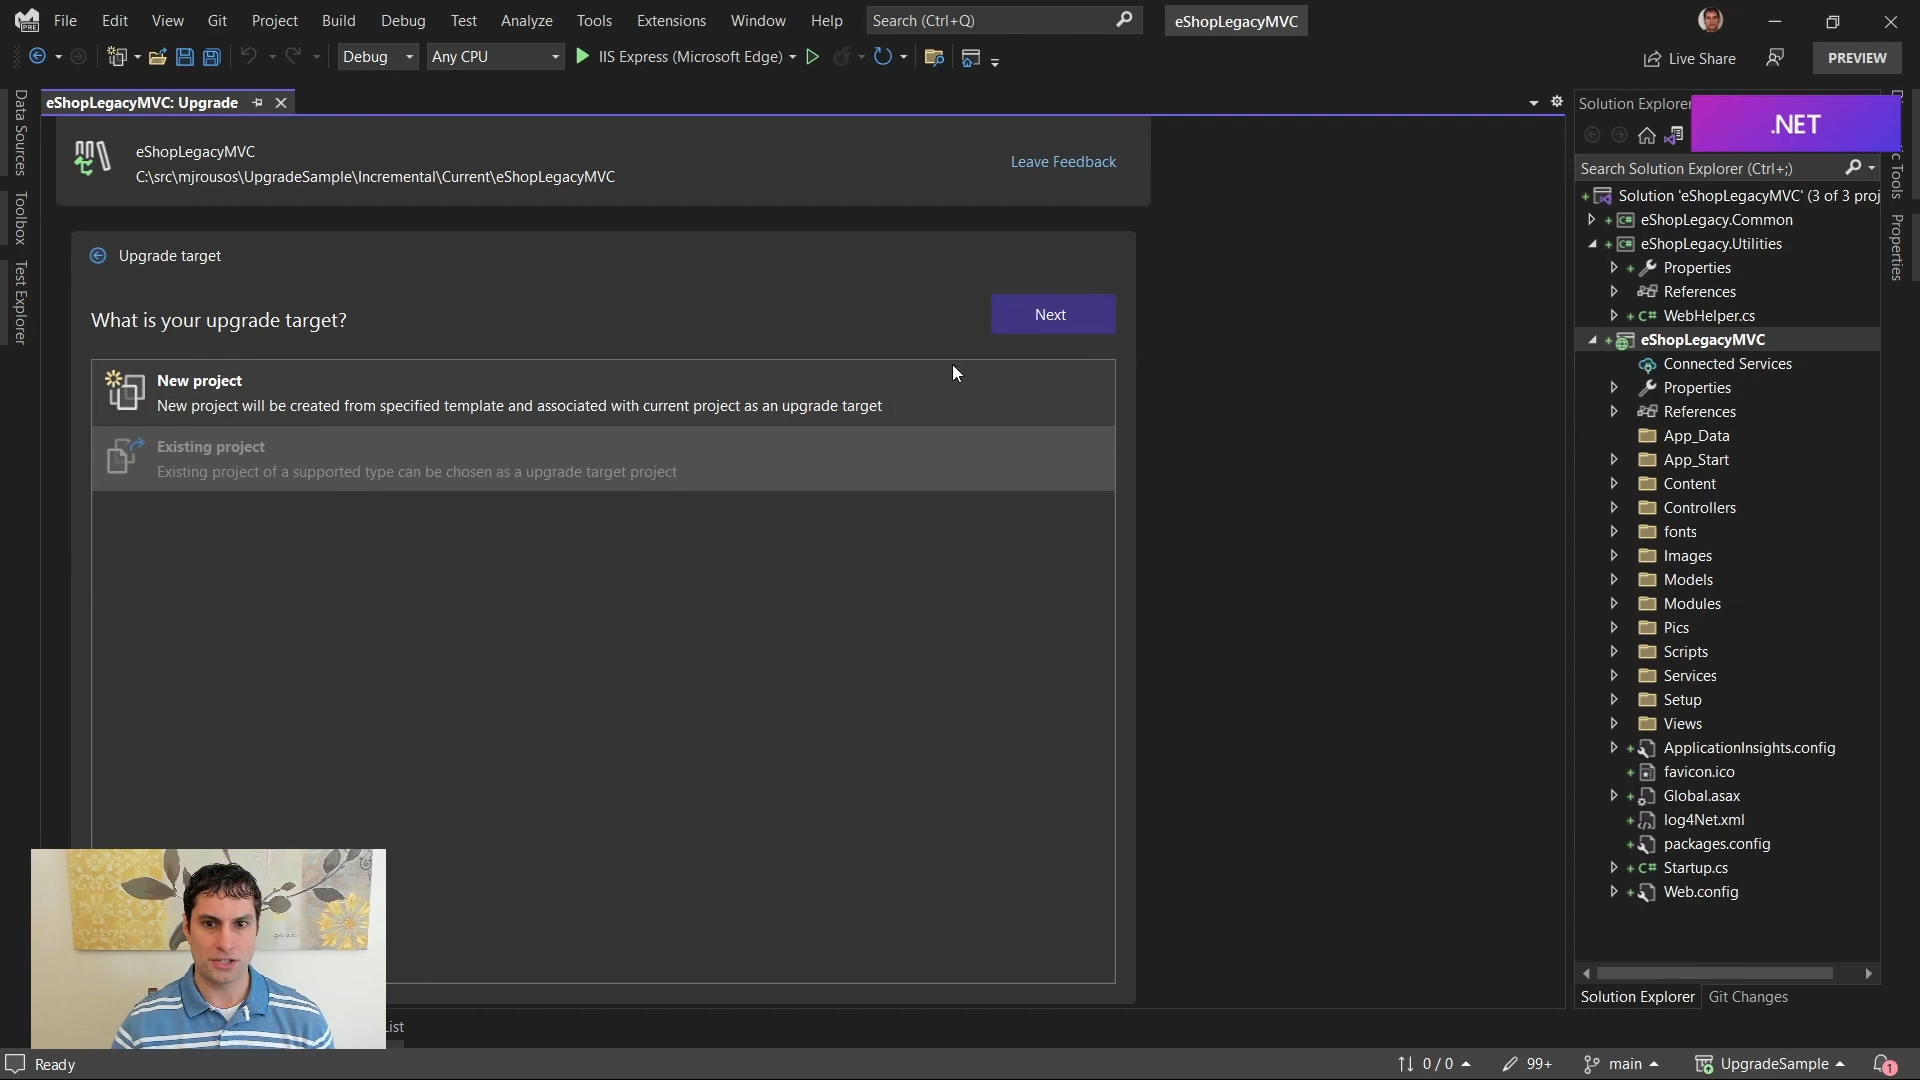 File Edit View Git Project Build Debug Test Analyze Tools Extensions Window Help Search (Ctrl+Q) eShopLegacyMVC
Debug Any CPU IIS Express (Microsoft Edge) Live Share PREVIEW
eShopLegacyMVC: Upgrade
Data Sources
Toolbox
Test Explorer
eShopLegacyMVC
C:\src\mjrousos\UpgradeSample\Incremental\Current\eShopLegacyMVC
Leave Feedback
Upgrade target
What is your upgrade target?
Next
New project
New project will be created from specified template and associated with current project as an upgrade target
Existing project
Existing project of a supported type can be chosen as a upgrade target project
Solution Explorer
.NET
Search Solution Explorer (Ctrl+;)
Solution 'eShopLegacyMVC' (3 of 3 proj
eShopLegacy.Common
eShopLegacy.Utilities
Properties
References
WebHelper.cs
eShopLegacyMVC
Connected Services
Properties
References
App_Data
App_Start
Content
Controllers
fonts
Images
Models
Modules
Pics
Scripts
Services
Setup
Views
ApplicationInsights.config
favicon.ico
Global.asax
log4Net.xml
packages.config
Startup.cs
Web.config
Solution Explorer Git Changes
Tools
Properties
List
Ready 0 / 0 99+ main UpgradeSample 1